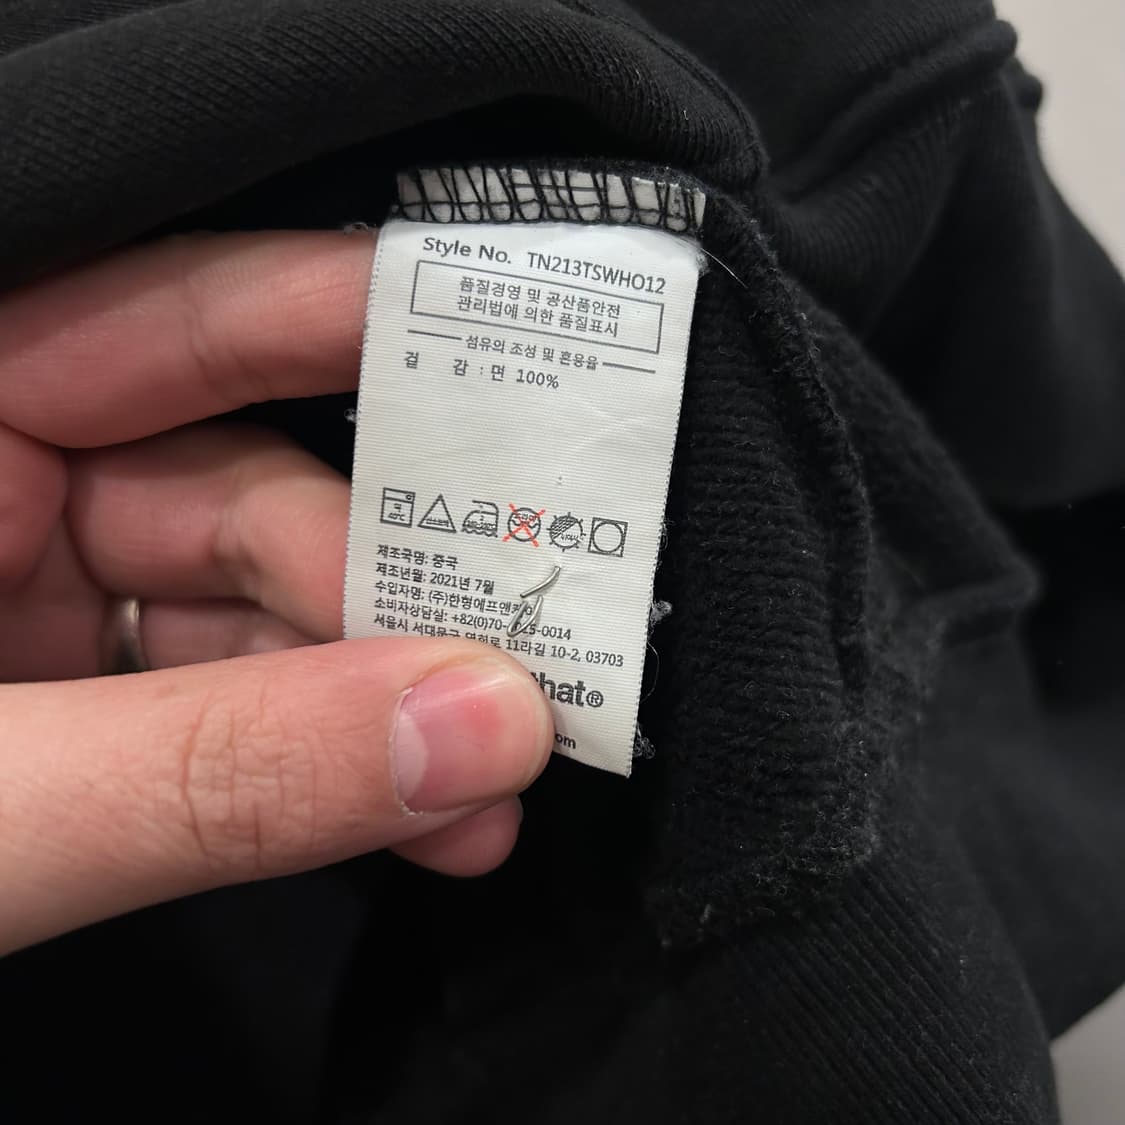 Style No. TN213TSWHO12
품질경영 및 공산품안전
관리법에 의한 품질표시
섬유의 조성 및 혼용율
겉 감 : 면 100%
제조국명: 중국
제조년월: 2021년 7월
수입자명: (주)한형에프앤
소비자상담실: +82(0)70- -0014
서울시 서대문구 11라길 10-2, 03703
hat®
om